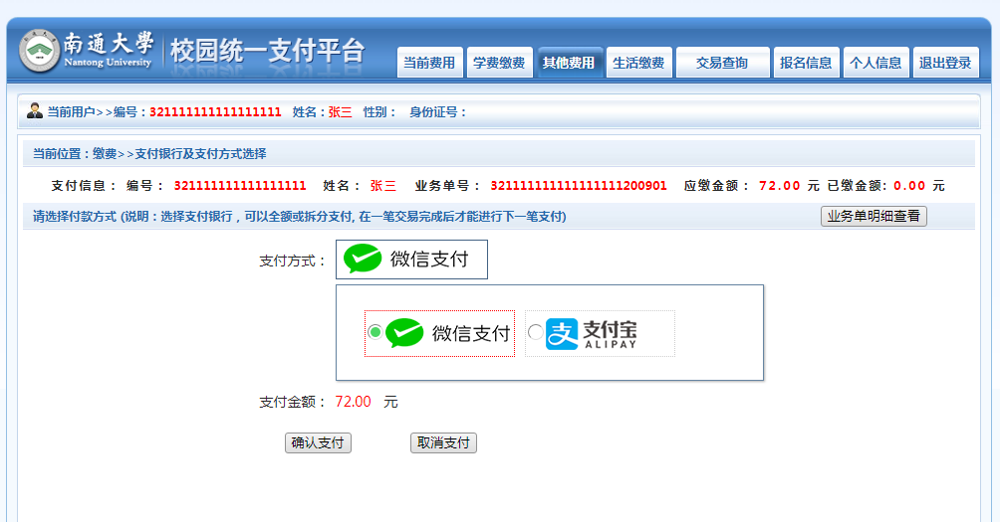 南通大學
Nantong University
校园统一支付平台
当前费用 学费缴费 其他费用 生活缴费 交易查询 报名信息 个人信息 退出登录
当前用户>>编号：321111111111111111 姓名：张三 性别： 身份证号：
当前位置：缴费>>支付银行及支付方式选择
支付信息： 编号： 321111111111111111 姓名： 张三 业务单号： 321111111111111111200901 应缴金额： 72.00 元 已缴金额: 0.00 元
请选择付款方式 (说明：选择支付银行，可以全额或拆分支付, 在一笔交易完成后才能进行下一笔支付) 业务单明细查看
支付方式： 微信支付
微信支付 支付宝 ALIPAY
支付金额： 72.00 元
确认支付 取消支付